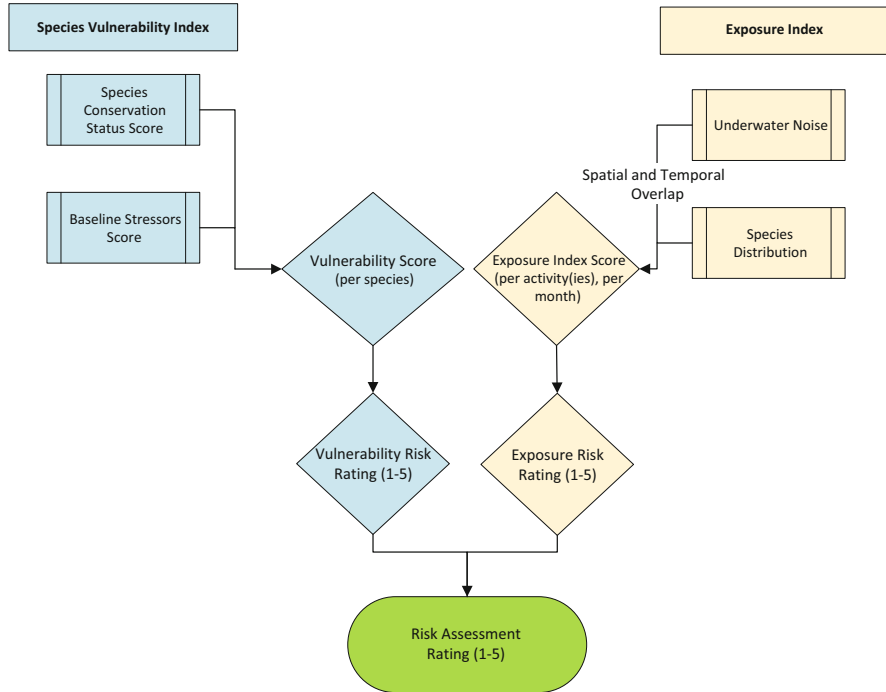 Species Vulnerability Index
Exposure Index
Species
Conservation
Status Score
Baseline Stressors
Score
Underwater Noise
Spatial and Temporal
Overlap
Species
Distribution
Vulnerability Score
(per species)
Exposure Index Score
(per activity(ies), per
month)
Vulnerability Risk
Rating (1-5)
Exposure Risk
Rating (1-5)
Risk Assessment
Rating (1-5)